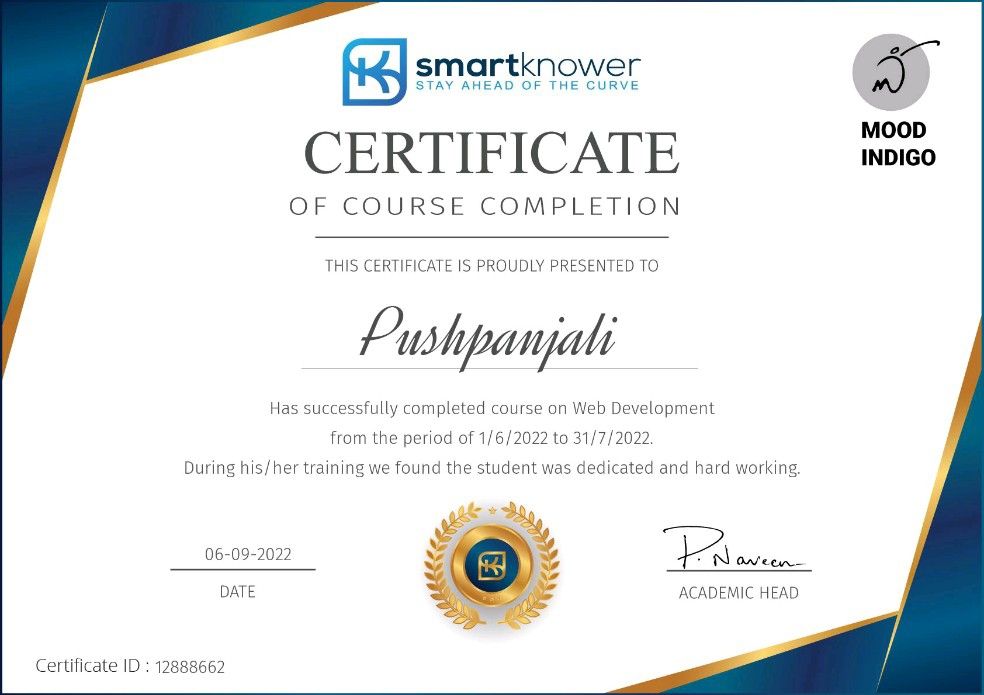 smartknower
STAY AHEAD OF THE CURVE
MOOD
INDIGO
CERTIFICATE
OF COURSE COMPLETION
THIS CERTIFICATE IS PROUDLY PRESENTED TO
Pushpanjali
Has successfully completed course on Web Development
from the period of 1/6/2022 to 31/7/2022.
During his/her training we found the student was dedicated and hard working.
06-09-2022
DATE
P. Naveen
ACADEMIC HEAD
Certificate ID : 12888662